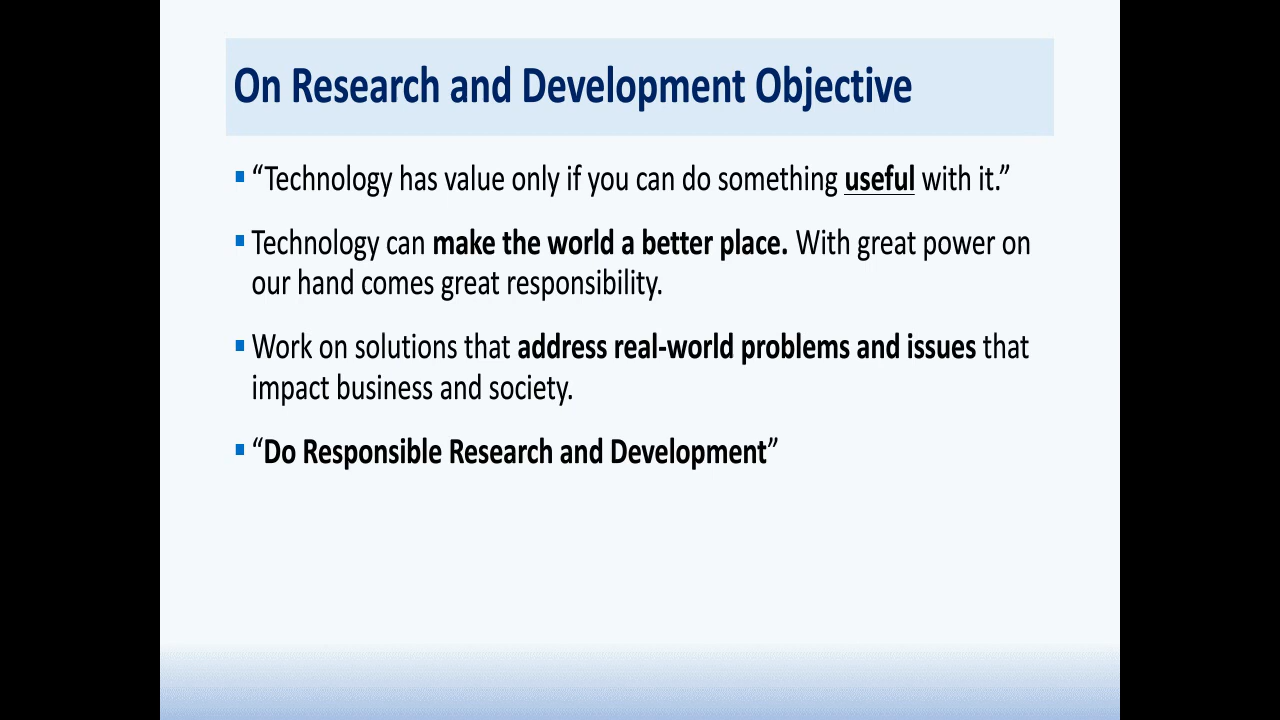 On Research and Development Objective
“Technology has value only if you can do something useful with it.”
Technology can make the world a better place. With great power on
our hand comes great responsibility.
Work on solutions that address real-world problems and issues that
impact business and society.
“Do Responsible Research and Development”